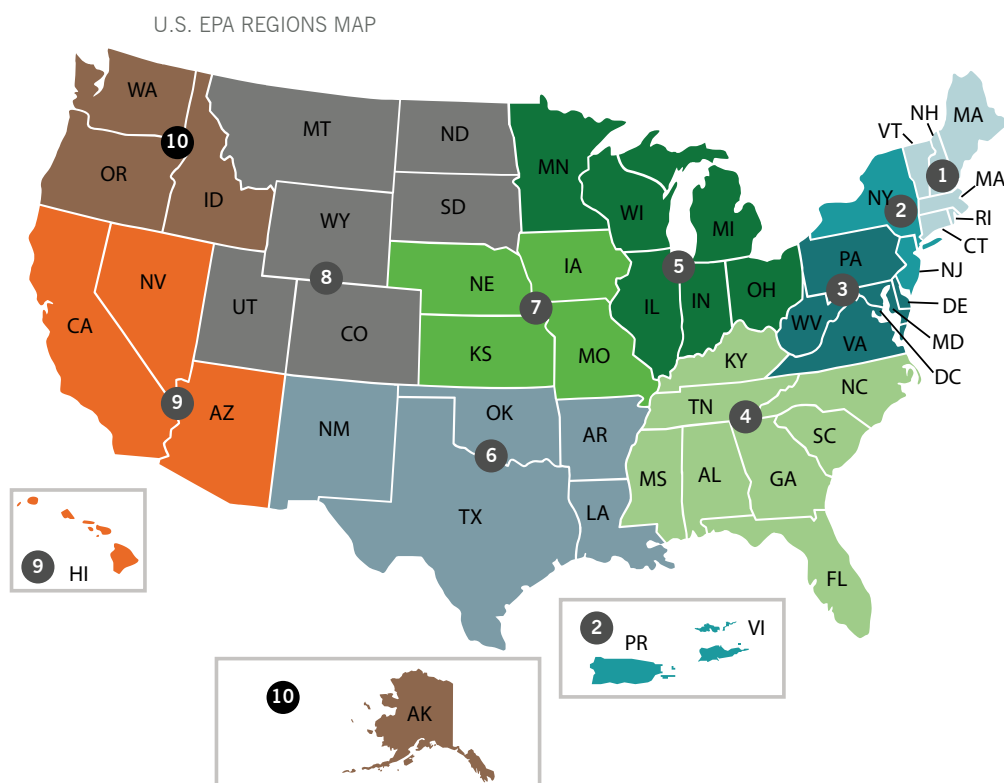 U.S. EPA REGIONS MAP
WA
MT
ND
MN
VT
NH
MA
10
OR
ID
WY
SD
WI
MI
NY
2
1
MA
RI
CT
NV
8
NE
IA
5
PA
NJ
CA
UT
CO
7
IL
IN
OH
3
WV
DE
MD
KS
MO
KY
VA
DC
9
AZ
NM
OK
AR
TN
4
NC
6
SC
TX
LA
MS
AL
GA
9
HI
FL
2
PR
VI
10
AK